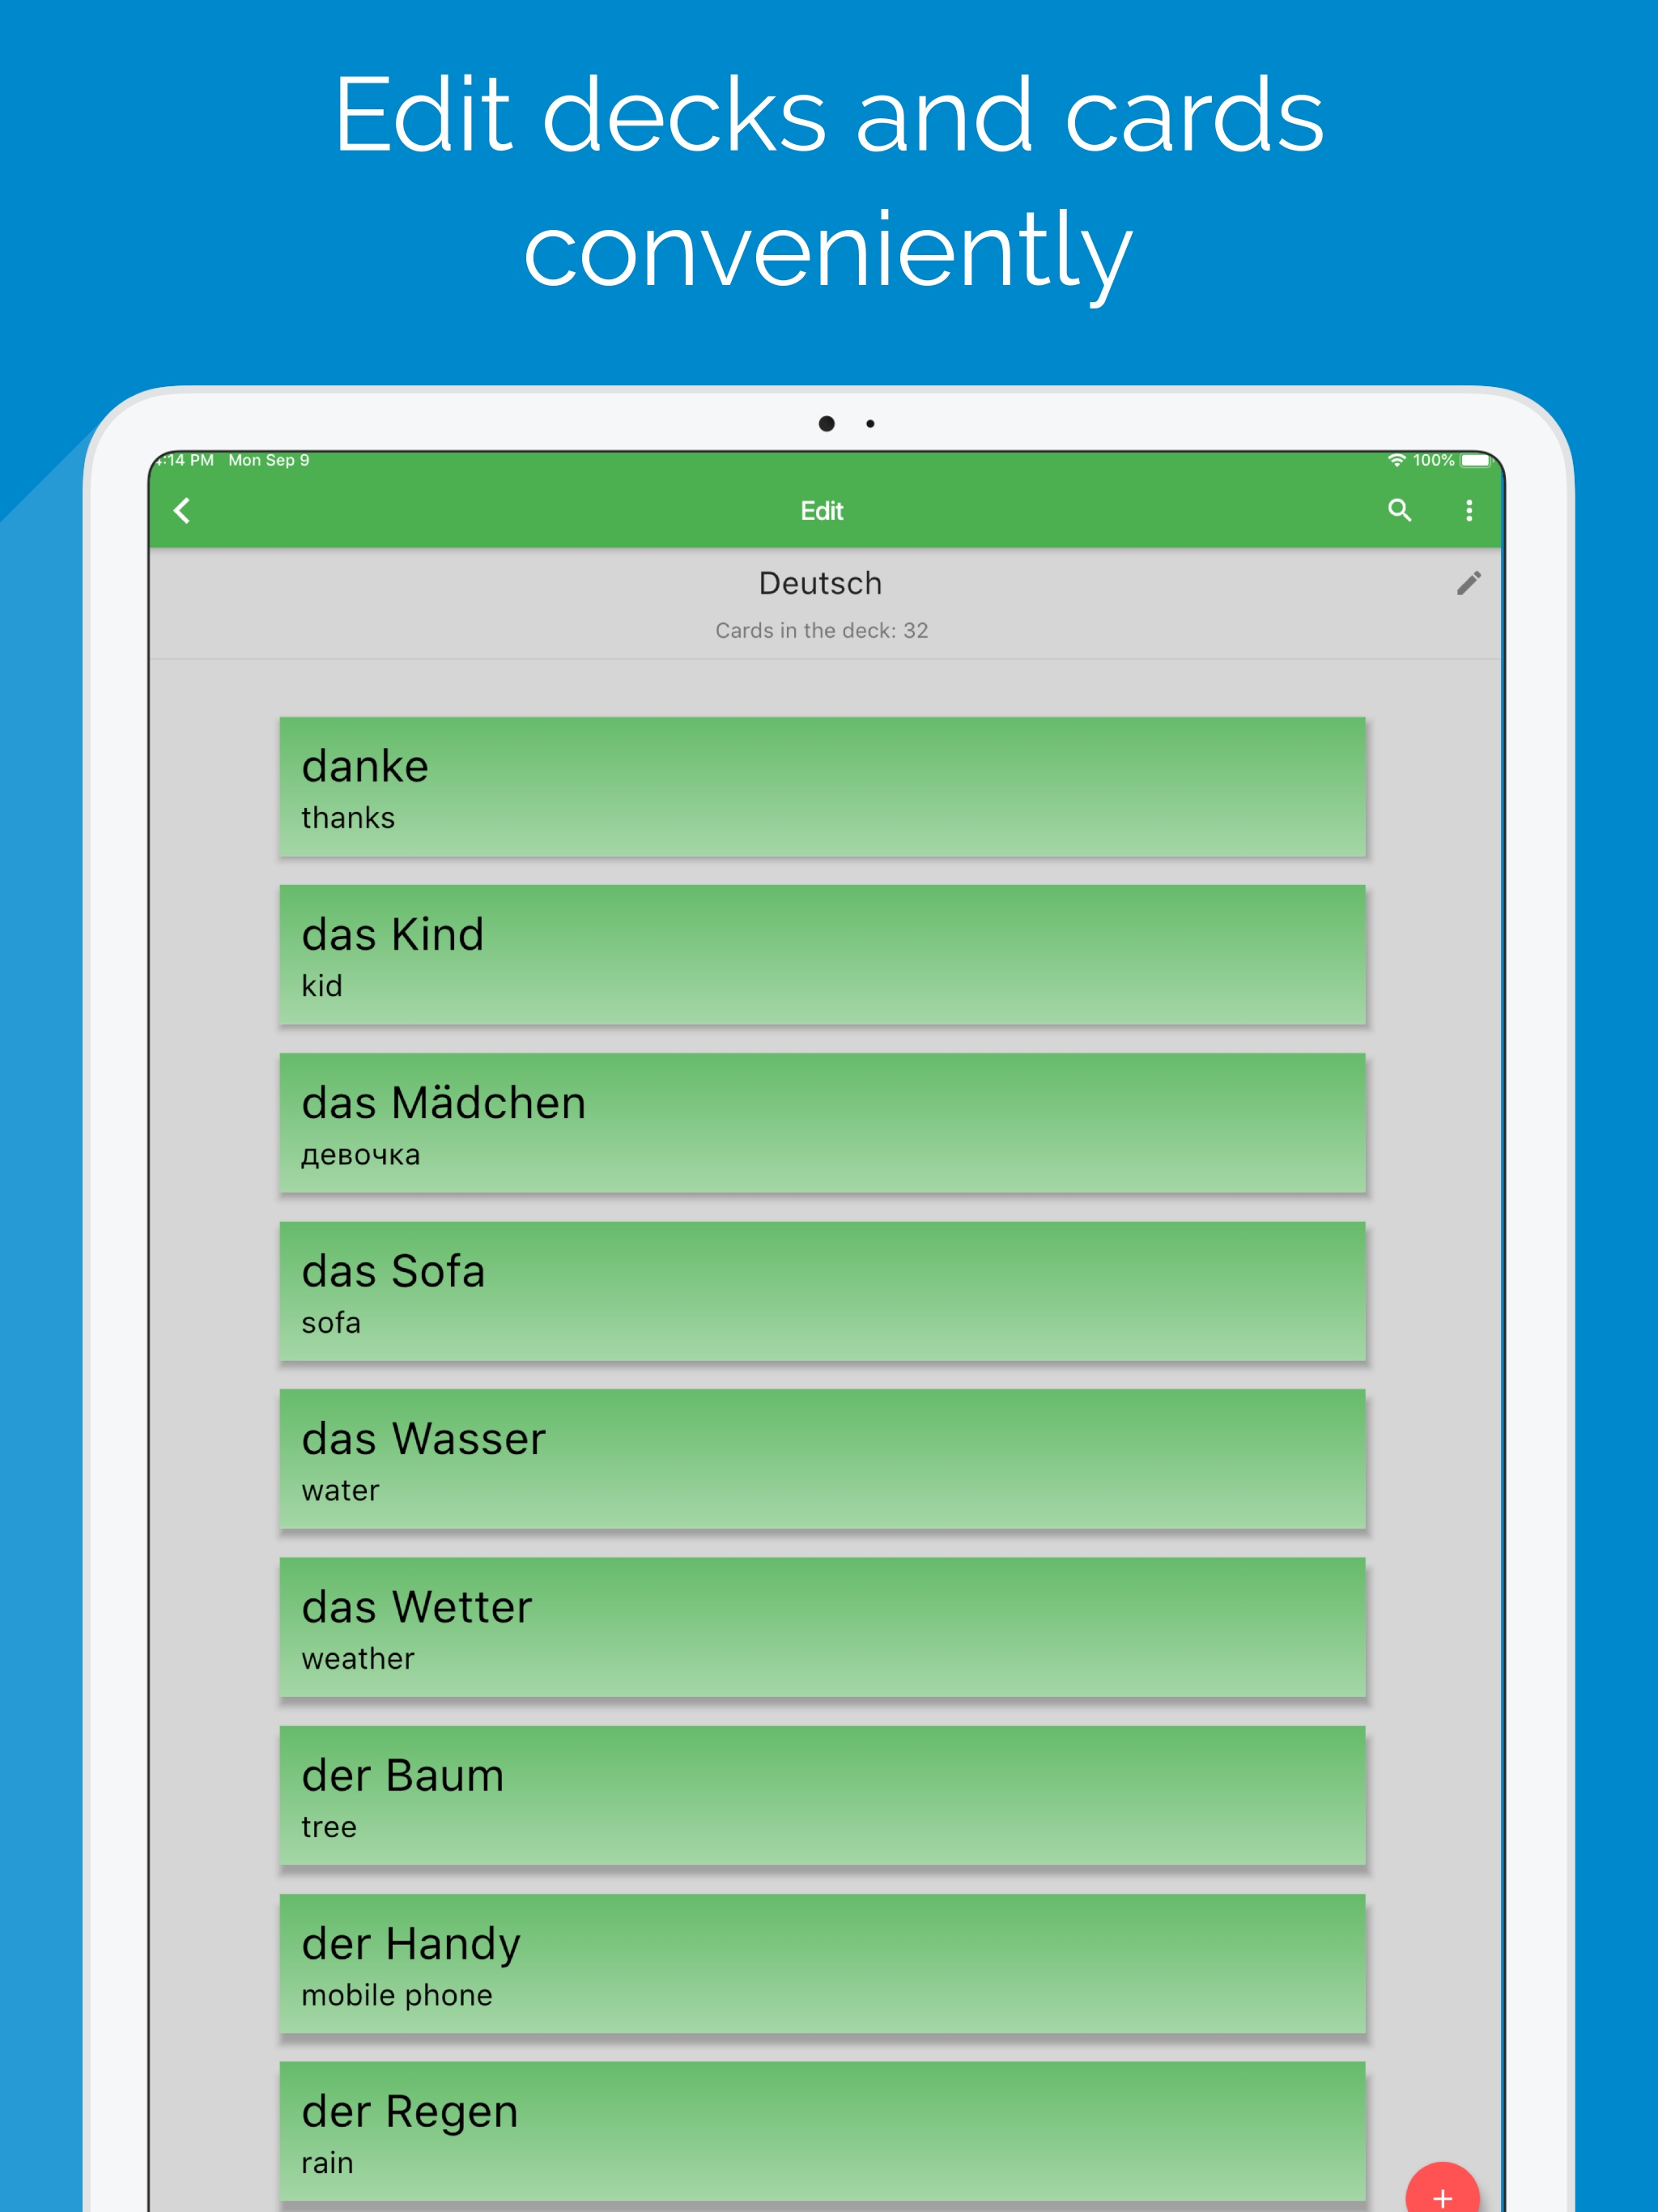 Edit decks and cards
conveniently
4:14 PM Mon Sep 9
100%
Edit
Deutsch
Cards in the deck: 32
danke
thanks
das Kind
kid
das Mädchen
девочка
das Sofa
sofa
das Wasser
water
das Wetter
weather
der Baum
tree
der Handy
mobile phone
der Regen
rain
+